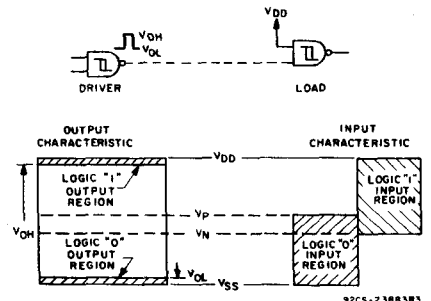 VDD
VOH
VOL
DRIVER
LOAD
OUTPUT
CHARACTERISTIC
INPUT
CHARACTERISTIC
VDD
LOGIC "1"
OUTPUT
REGION
LOGIC "1"
INPUT
REGION
VP
VOH
VN
LOGIC "0"
OUTPUT
REGION
LOGIC "0"
INPUT
REGION
VOL
VSS
92CS-23883R3